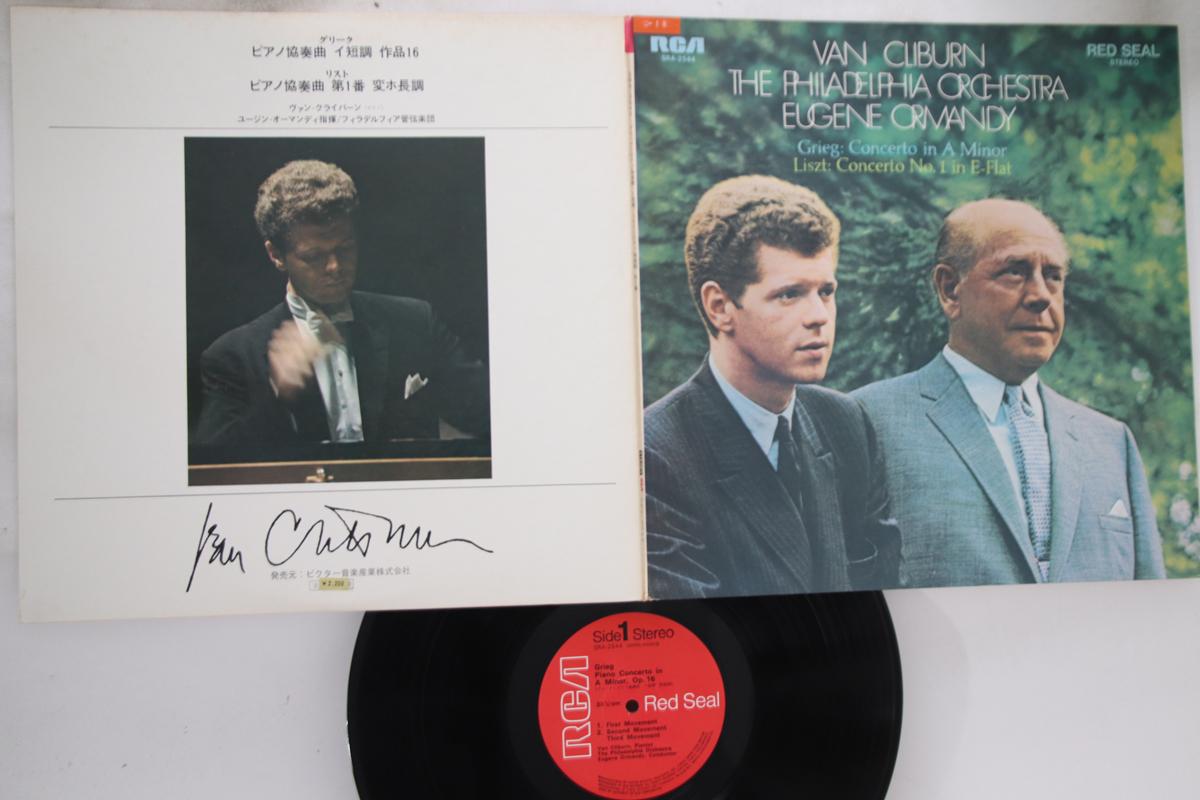 グリーク
ピアノ協奏曲 イ短調 作品16
リスト
ピアノ協奏曲 第1番 変ホ長調
ヴァン・クライバーン
ユージン・オーマンディ指揮/フィラデルフィア管弦楽団
Van Cliburn
発売元:ビクター音楽産業株式会社
¥2,200
RCA
SRA-2544
VAN CLIBURN
THE PHILADELPHIA ORCHESTRA
EUGENE ORMANDY
RED SEAL
STEREO
Grieg: Concerto in A Minor
Liszt: Concerto No. 1 in E-Flat
Side 1 Stereo
SRA-2544
Grieg
Piano Concerto in
A Minor, Op. 16
RCA
Red Seal
1. First Movement
2. Second Movement
Third Movement
Van Cliburn, Pianist
The Philadelphia Orchestra
Eugene Ormandy, Conductor